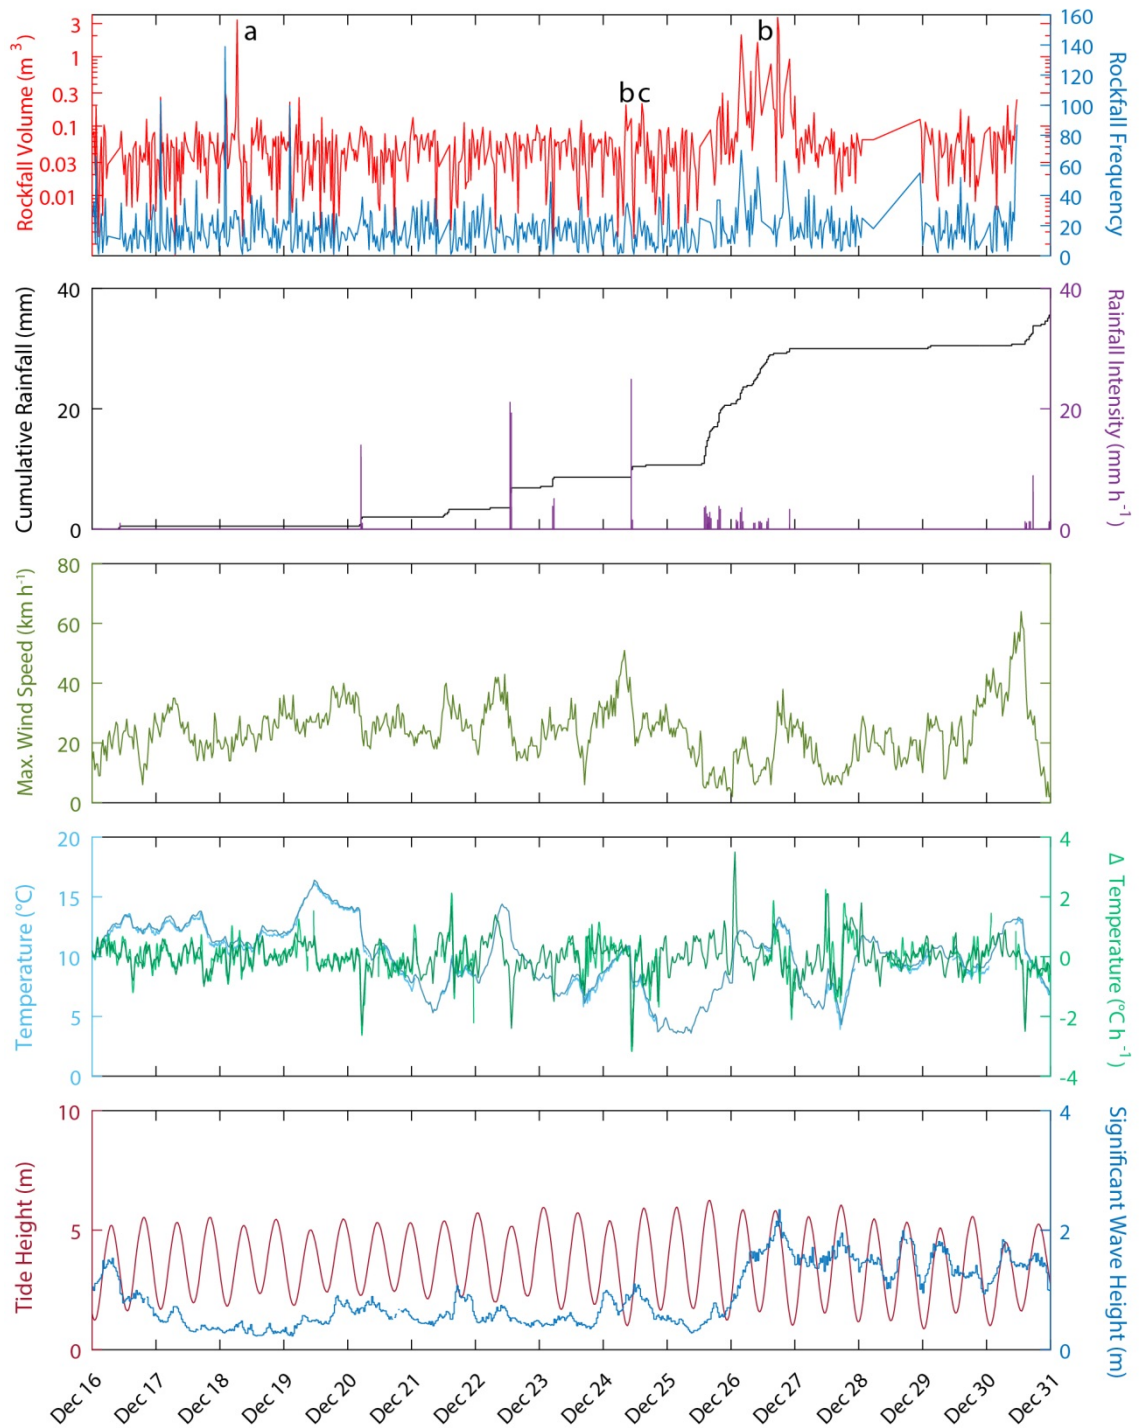 3
1
0.3
0.1
0.03
0.01
Rockfall Volume (m³)
a
bc
b
160
140
120
100
80
60
40
20
0
Rockfall Frequency
40
20
0
Cumulative Rainfall (mm)
40
20
0
Rainfall Intensity (mm h⁻¹)
80
60
40
20
0
Max. Wind Speed (km h⁻¹)
20
15
10
5
0
Temperature (°C)
4
2
0
-2
-4
Δ Temperature (°C h⁻¹)
10
5
0
Tide Height (m)
4
2
0
Significant Wave Height (m)
Dec 16
Dec 17
Dec 18
Dec 19
Dec 20
Dec 21
Dec 22
Dec 23
Dec 24
Dec 25
Dec 26
Dec 27
Dec 28
Dec 29
Dec 30
Dec 31